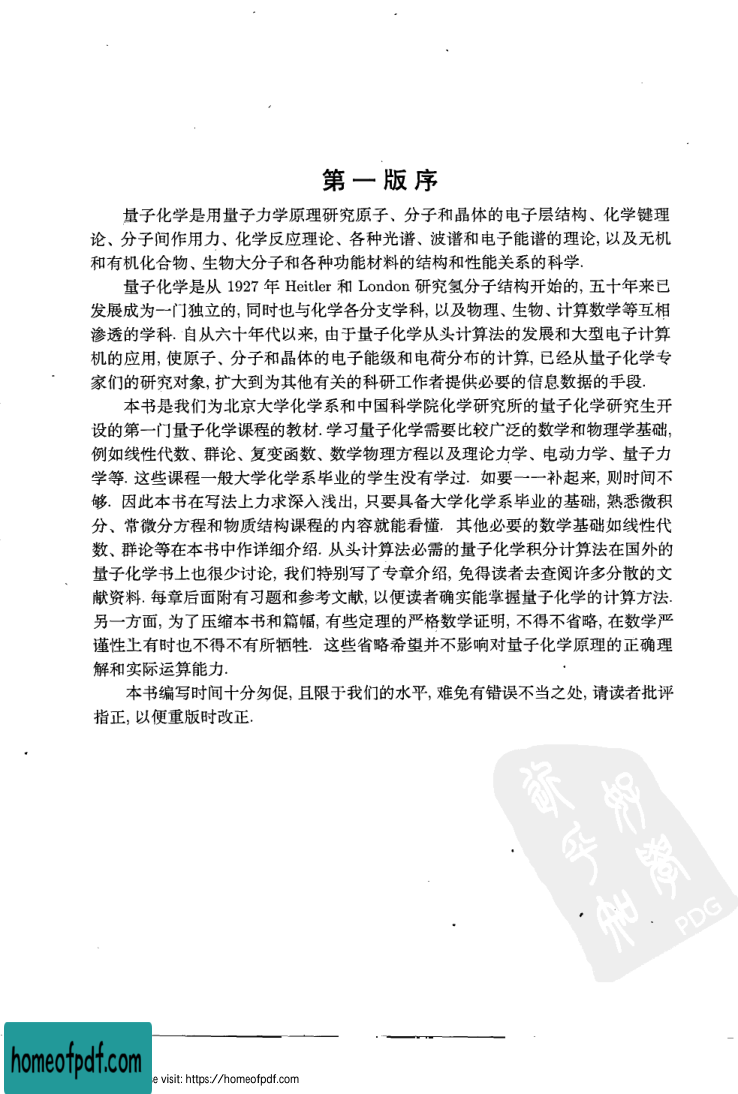 第一版序
量子化学是用量子力学原理研究原子、分子和晶体的电子层结构、化学键理
论、分子间作用力、化学反应理论、各种光谱、波谱和电子能谱的理论, 以及无机
和有机化合物、生物大分子和各种功能材料的结构和性能关系的科学.
量子化学是从 1927 年 Heitler 和 London 研究氢分子结构开始的, 五十年来已
发展成为一门独立的, 同时也与化学各分支学科, 以及物理、生物、计算数学等互相
渗透的学科. 自从六十年代以来, 由于量子化学从头计算法的发展和大型电子计算
机的应用, 使原子、分子和晶体的电子能级和电荷分布的计算, 已经从量子化学专
家们的研究对象, 扩大到为其他有关的科研工作者提供必要的信息数据的手段.
本书是我们为北京大学化学系和中国科学院化学研究所的量子化学研究生开
设的第一门量子化学课程的教材. 学习量子化学需要比较广泛的数学和物理学基础,
例如线性代数、群论、复变函数、数学物理方程以及理论力学、电动力学、量子力
学等. 这些课程一般大学化学系毕业的学生没有学过. 如要一一补起来, 则时间不
够. 因此本书在写法上力求深入浅出, 只要具备大学化学系毕业的基础, 熟悉微积
分、常微分方程和物质结构课程的内容就能看懂. 其他必要的数学基础如线性代
数、群论等在本书中作详细介绍. 从头计算法必需的量子化学积分计算法在国外的
量子化学书上也很少讨论, 我们特别写了专章介绍, 免得读者去查阅许多分散的文
献资料. 每章后面附有习题和参考文献, 以便读者确实能掌握量子化学的计算方法.
另一方面, 为了压缩本书和篇幅, 有些定理的严格数学证明, 不得不省略, 在数学严
谨性上有时也不得不有所牺牲. 这些省略希望并不影响对量子化学原理的正确理
解和实际运算能力.
本书编写时间十分匆促, 且限于我们的水平, 难免有错误不当之处, 请读者批评
指正, 以便重版时改正.
PDG
homeofpdf.com
e visit: https://homeofpdf.com